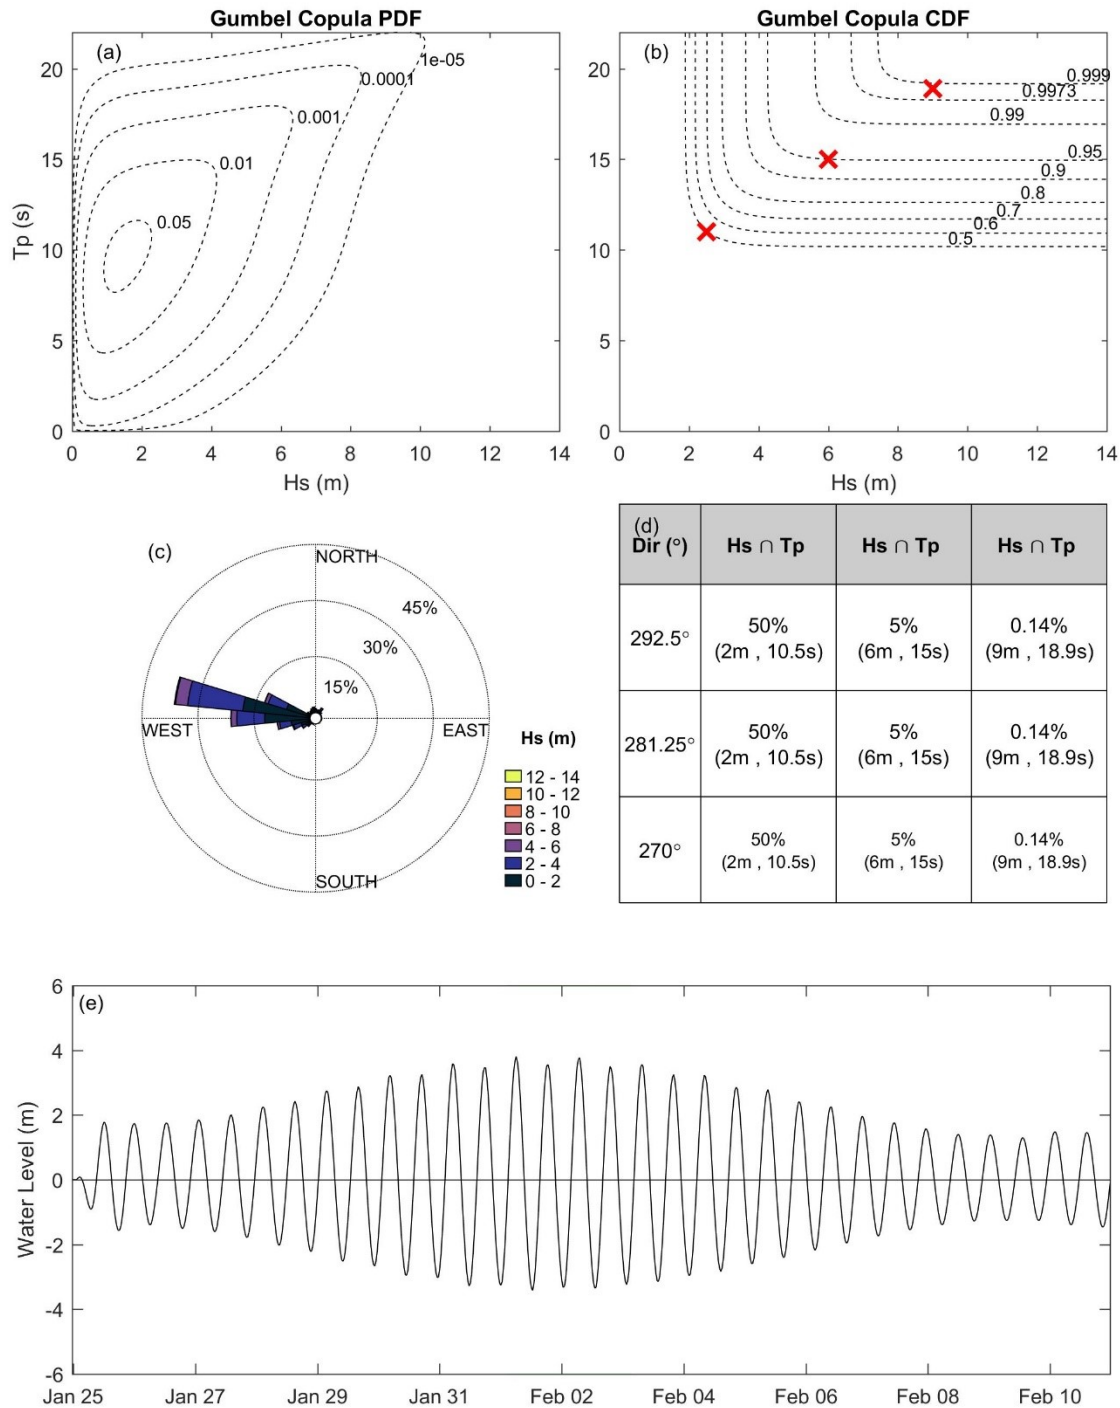 Gumbel Copula PDF
(a)
20
15
10
5
0
Tp (s)
1e-05
0.0001
0.001
0.01
0.05
0 2 4 6 8 10 12 14
Hs (m)
Gumbel Copula CDF
(b)
20
15
10
5
0
0.999
0.9973
0.99
0.95
0.9
0.8
0.7
0.6
0.5
0 2 4 6 8 10 12 14
Hs (m)
(c)
NORTH
45%
30%
15%
WEST
EAST
SOUTH
Hs (m)
12 - 14
10 - 12
8 - 10
6 - 8
4 - 6
2 - 4
0 - 2
(d)
Dir (°) Hs ∩ Tp Hs ∩ Tp Hs ∩ Tp
292.5° 50% 5% 0.14%
(2m , 10.5s) (6m , 15s) (9m , 18.9s)
281.25° 50% 5% 0.14%
(2m , 10.5s) (6m , 15s) (9m , 18.9s)
270° 50% 5% 0.14%
(2m , 10.5s) (6m , 15s) (9m , 18.9s)
(e)
6
4
2
0
-2
-4
-6
Water Level (m)
Jan 25 Jan 27 Jan 29 Jan 31 Feb 02 Feb 04 Feb 06 Feb 08 Feb 10